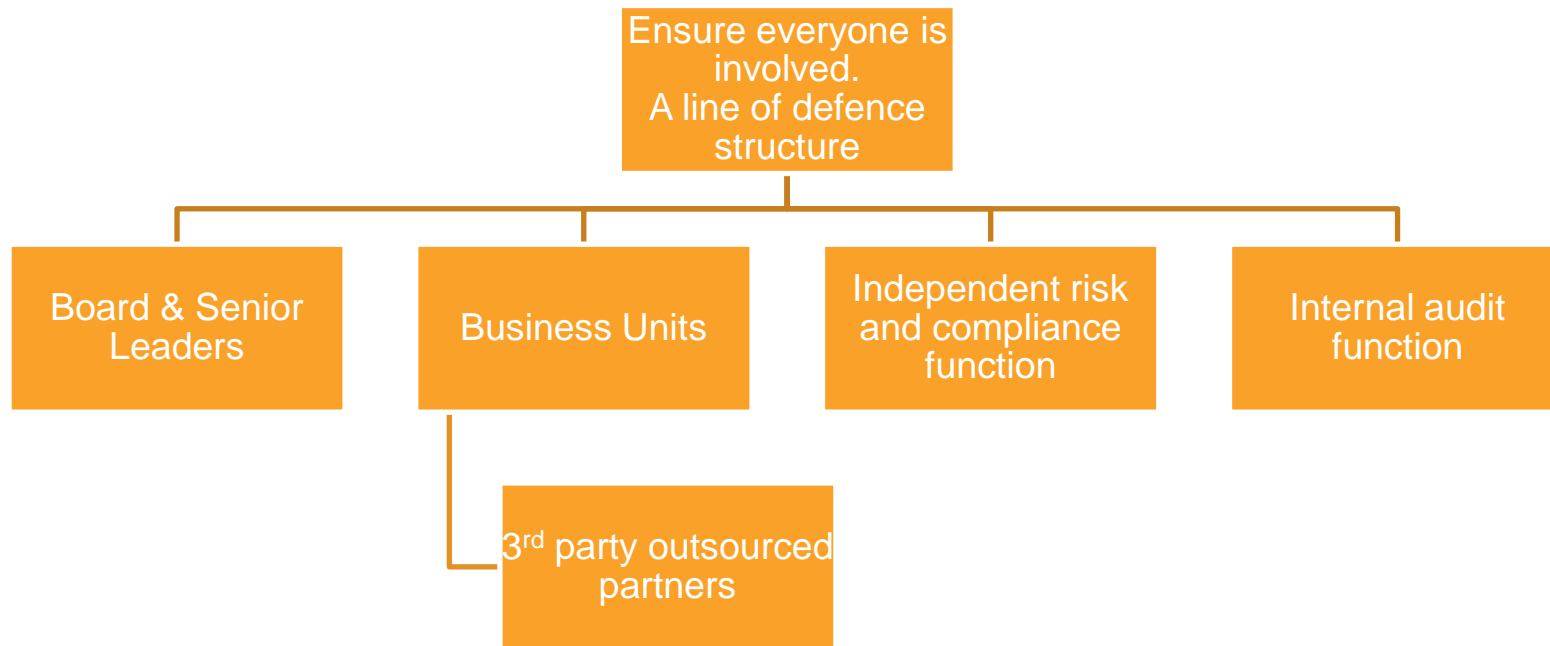 Ensure everyone is
involved.
A line of defence
structure
Board & Senior
Leaders
Business Units
Independent risk
and compliance
function
Internal audit
function
3rd party outsourced
partners